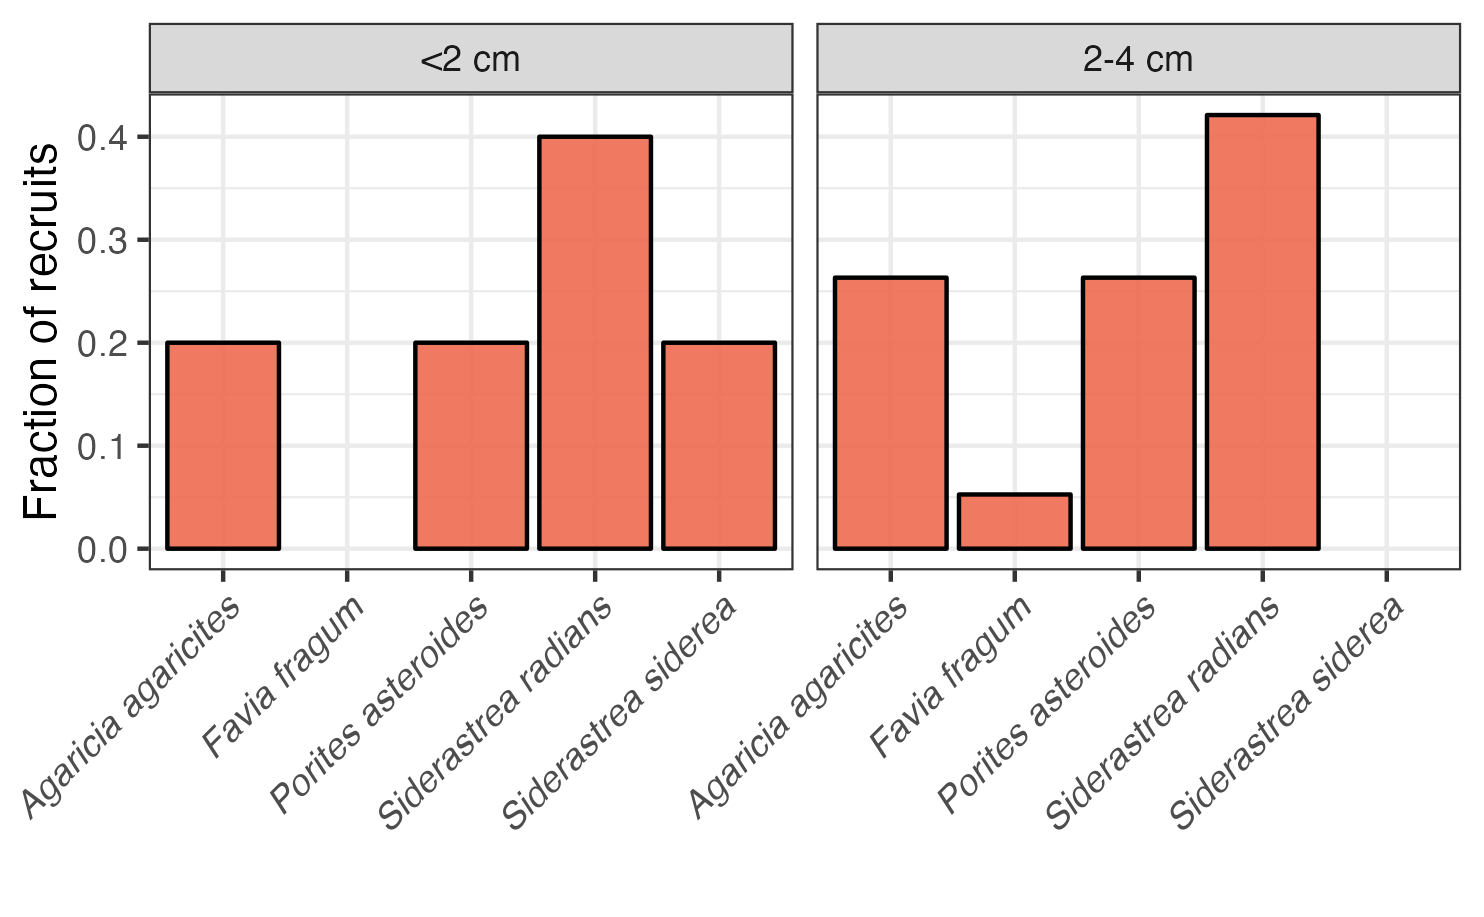 <2 cm
2-4 cm
Fraction of recruits
0.4
0.3
0.2
0.1
0.0
Agaricia agaricites
Favia fragum
Porites asteroides
Siderastrea radians
Siderastrea siderea
Agaricia agaricites
Favia fragum
Porites asteroides
Siderastrea radians
Siderastrea siderea